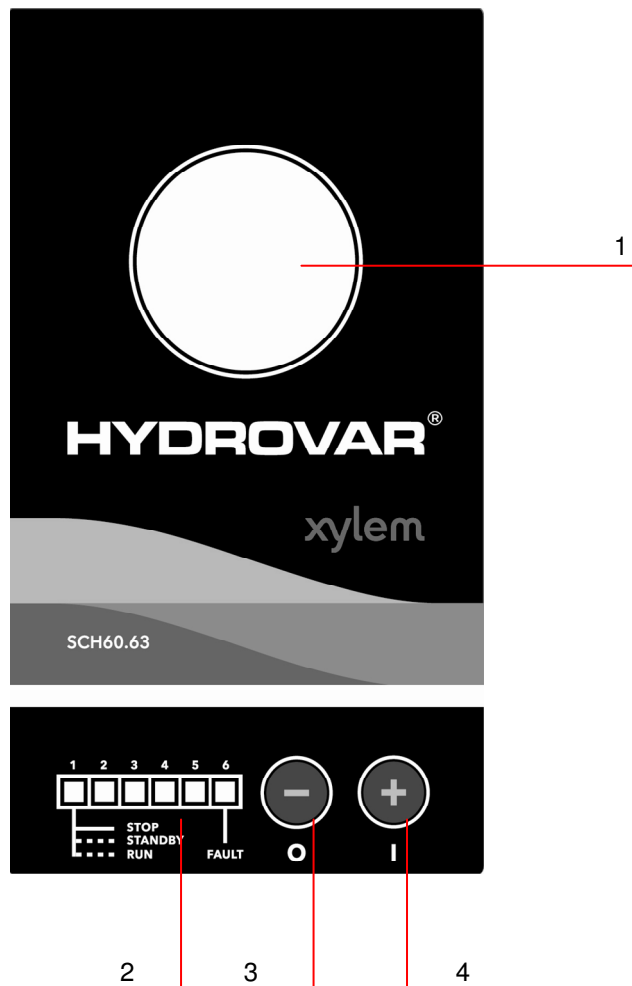 1
HYDROVAR®
xylem
SCH60.63
1 2 3 4 5 6
− +
STOP
STANDBY
RUN
FAULT
O I
2 3 4